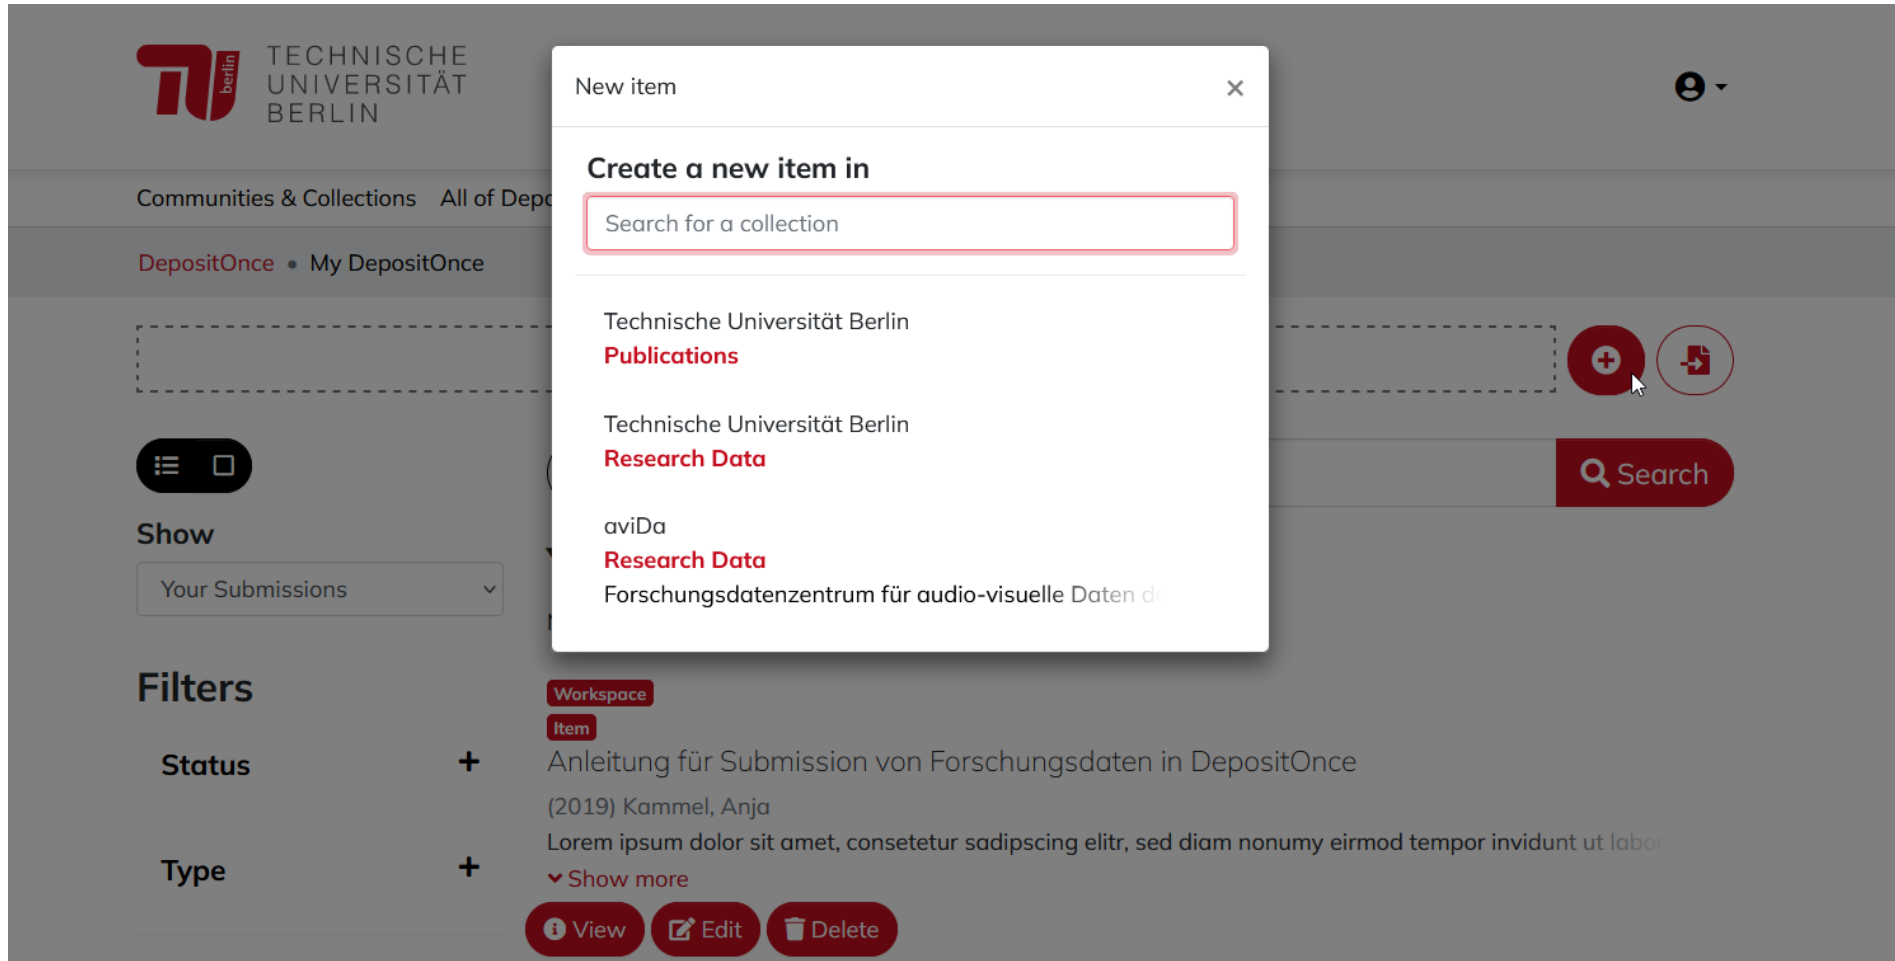 TECHNISCHE
UNIVERSITÄT
BERLIN
berlin
New item
×
Create a new item in
Search for a collection
Technische Universität Berlin
Publications
Technische Universität Berlin
Research Data
aviDa
Research Data
Forschungsdatenzentrum für audio-visuelle Daten
Communities & Collections All of
DepositOnce • My DepositOnce
Search
Show
Your Submissions
Filters
Status +
Type +
Workspace
Item
Anleitung für Submission von Forschungsdaten in DepositOnce
(2019) Kammel, Anja
Lorem ipsum dolor sit amet, consetetur sadipscing elitr, sed diam nonumy eirmod tempor invidunt ut
Show more
View Edit Delete